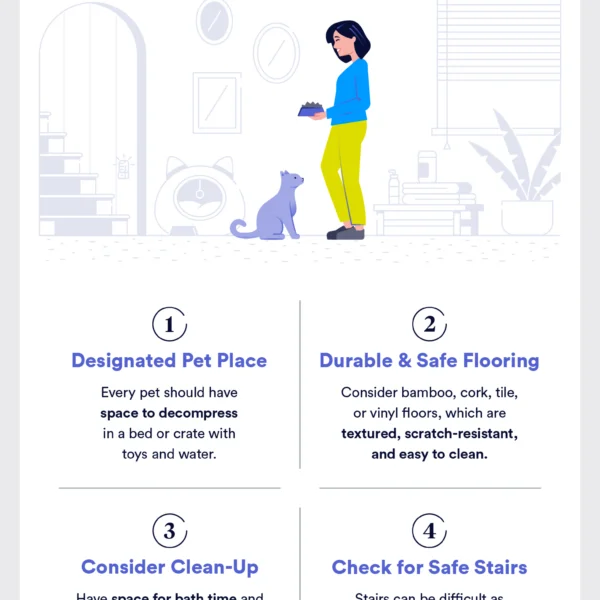 1
Designated Pet Place
Every pet should have
space to decompress
in a bed or crate with
toys and water.
2
Durable & Safe Flooring
Consider bamboo, cork, tile,
or vinyl floors, which are
textured, scratch-resistant,
and easy to clean.
3
Consider Clean-Up
Have space for bath time and
4
Check for Safe Stairs
Stairs can be difficult as